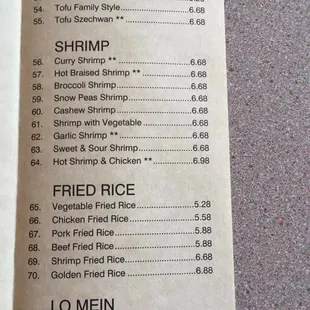 54. Tofu Family Style..............................6.68
55. Tofu Szechwan **.............................6.68
SHRIMP
56. Curry Shrimp **..............................6.68
57. Hot Braised Shrimp **....................6.68
58. Broccoli Shrimp..............................6.68
59. Snow Peas Shrimp.........................6.68
60. Cashew Shrimp..............................6.68
61. Shrimp with Vegetable....................6.68
62. Garlic Shrimp **..............................6.68
63. Sweet & Sour Shrimp.....................6.68
64. Hot Shrimp & Chicken **................6.98
FRIED RICE
65. Vegetable Fried Rice......................5.28
66. Chicken Fried Rice.........................5.58
67. Pork Fried Rice...............................5.88
68. Beef Fried Rice...............................5.88
69. Shrimp Fried Rice...........................6.68
70. Golden Fried Rice ..........................6.88
LO MEIN